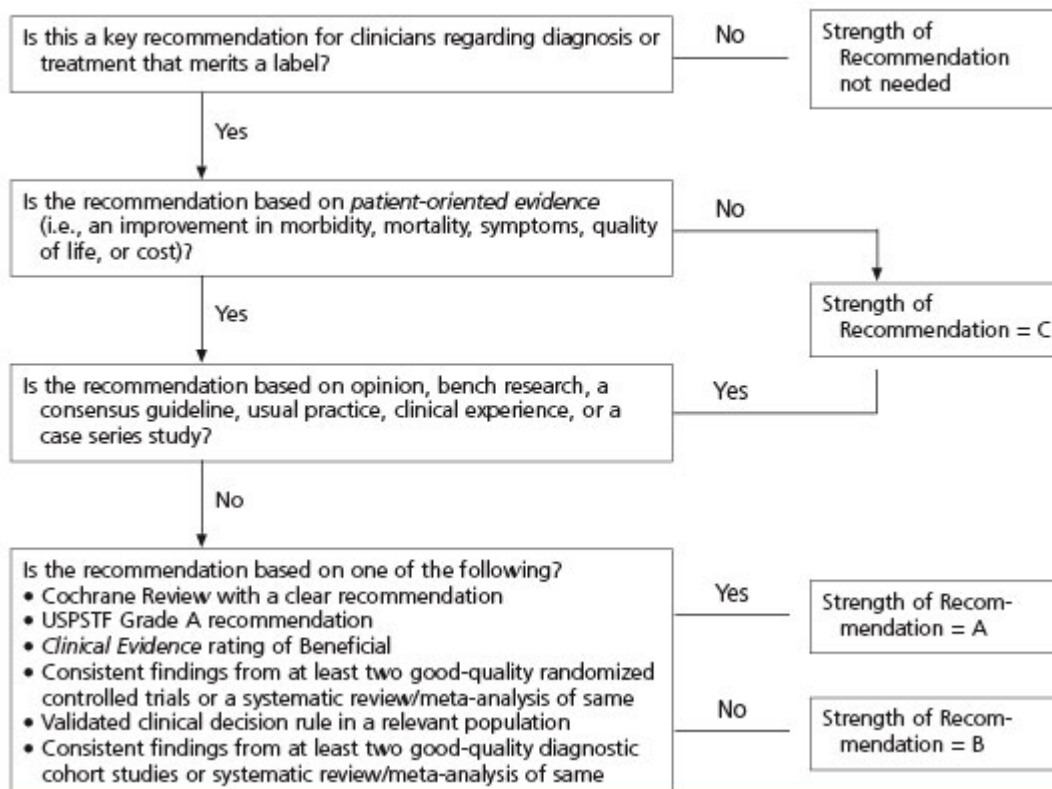 Is this a key recommendation for clinicians regarding diagnosis or
treatment that merits a label?
No
Strength of
Recommendation
not needed
Yes
Is the recommendation based on patient-oriented evidence
(i.e., an improvement in morbidity, mortality, symptoms, quality
of life, or cost)?
No
Strength of
Recommendation = C
Yes
Is the recommendation based on opinion, bench research, a
consensus guideline, usual practice, clinical experience, or a
case series study?
Yes
No
Is the recommendation based on one of the following?
• Cochrane Review with a clear recommendation
• USPSTF Grade A recommendation
• Clinical Evidence rating of Beneficial
• Consistent findings from at least two good-quality randomized
controlled trials or a systematic review/meta-analysis of same
• Validated clinical decision rule in a relevant population
• Consistent findings from at least two good-quality diagnostic
cohort studies or systematic review/meta-analysis of same
Yes
Strength of Recom-
mendation = A
No
Strength of Recom-
mendation = B